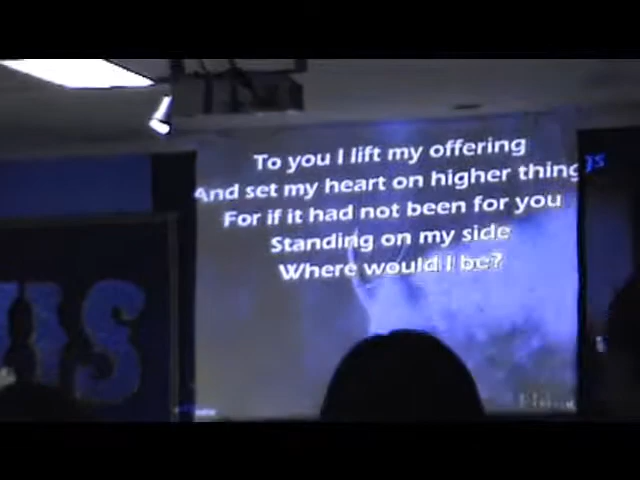 To you I lift my offering
And set my heart on higher things
For if it had not been for you
Standing on my side
Where would I be?
IS